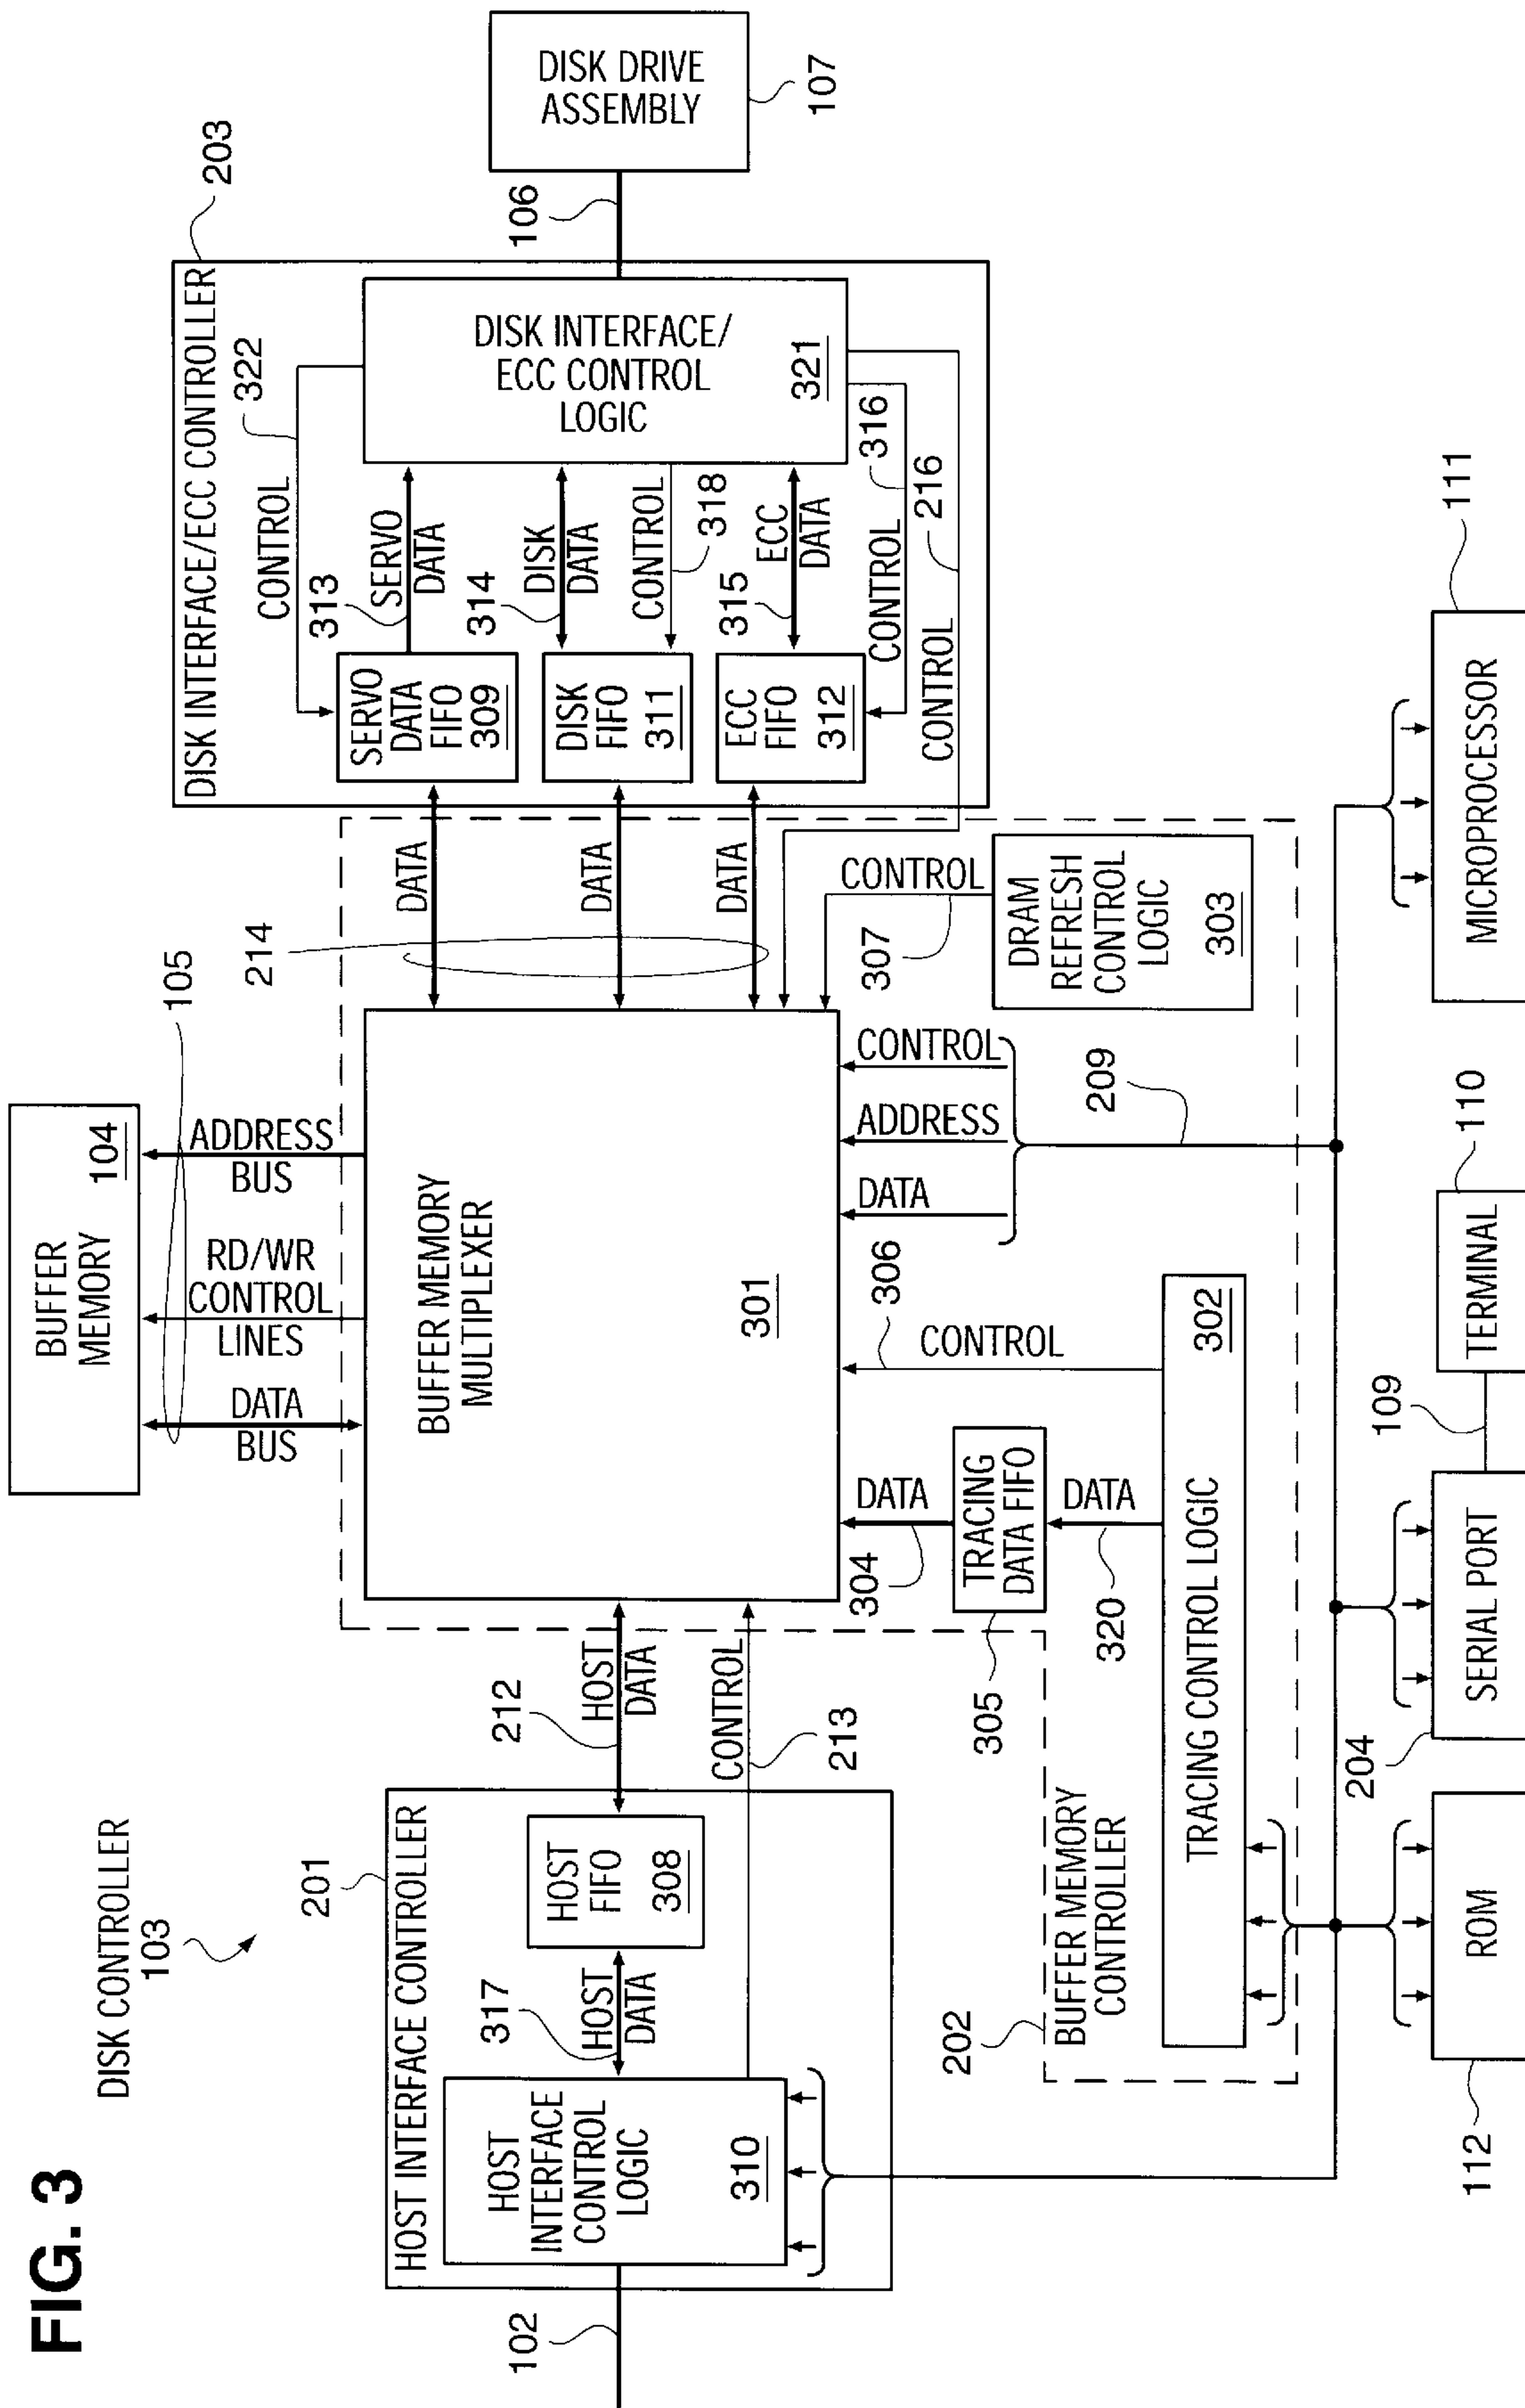 FIG. 3
DISK CONTROLLER
103
BUFFER
MEMORY
104
105
DATA
BUS
RD/WR
CONTROL
LINES
ADDRESS
BUS
214
201
HOST INTERFACE CONTROLLER
HOST
INTERFACE
CONTROL
LOGIC
310
317
HOST
DATA
HOST
FIFO
308
102
212
HOST
DATA
CONTROL
213
BUFFER MEMORY
MULTIPLEXER
301
DATA
DATA
DATA
203
DISK INTERFACE/ECC CONTROLLER
CONTROL
322
SERVO
DATA
FIFO
309
313
SERVO
DATA
DISK
FIFO
311
314
DISK
DATA
CONTROL
318
ECC
FIFO
312
315
ECC
DATA
CONTROL
316
CONTROL
216
DISK INTERFACE/
ECC CONTROL
LOGIC
321
106
DISK DRIVE
ASSEMBLY
107
202
BUFFER MEMORY
CONTROLLER
304
DATA
305
TRACING
DATA FIFO
320
DATA
306
CONTROL
TRACING CONTROL LOGIC
302
DATA
ADDRESS
CONTROL
209
307
CONTROL
DRAM
REFRESH
CONTROL
LOGIC
303
112
ROM
204
SERIAL PORT
109
TERMINAL
110
MICROPROCESSOR
111